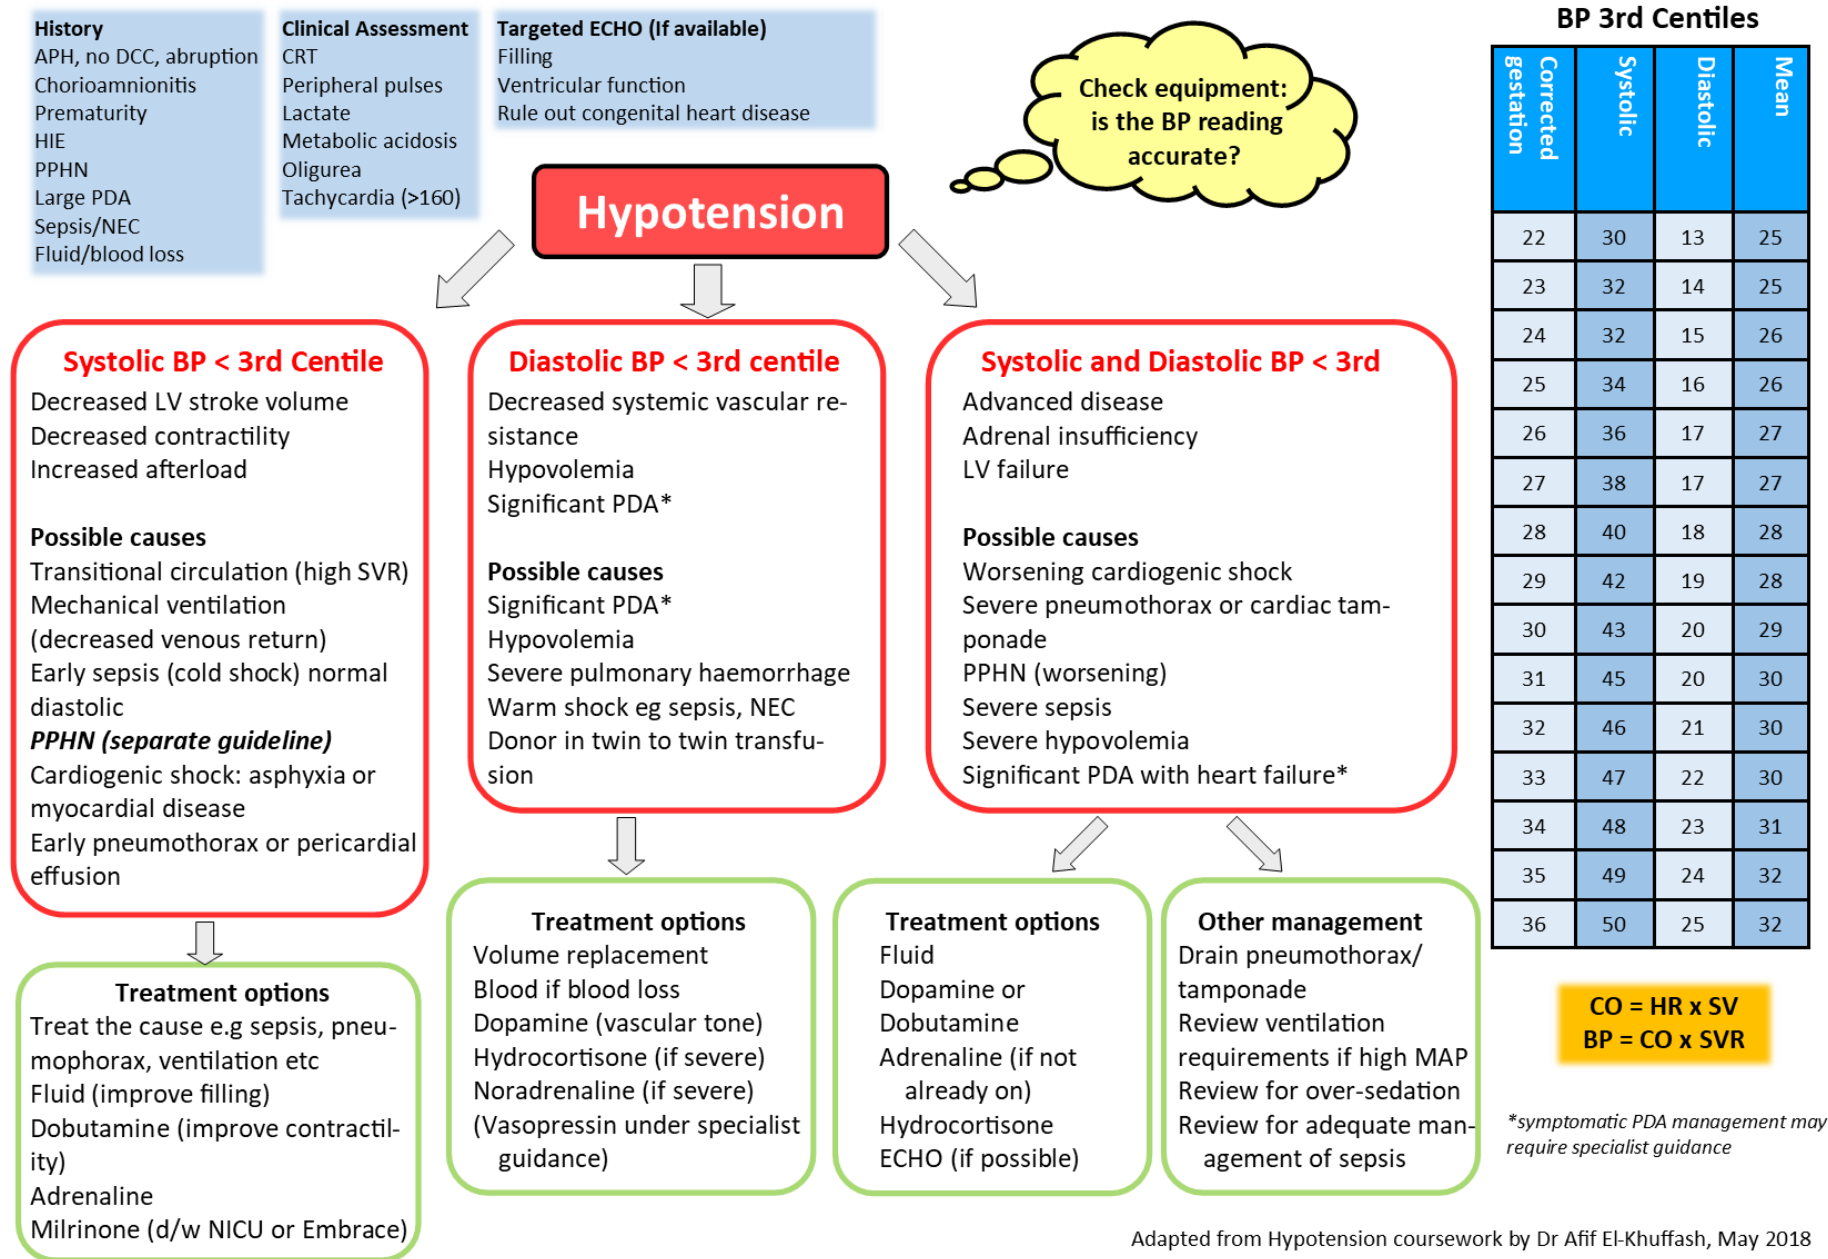 History
APH, no DCC, abruption
Chorioamnionitis
Prematurity
HIE
PPHN
Large PDA
Sepsis/NEC
Fluid/blood loss
Clinical Assessment
CRT
Peripheral pulses
Lactate
Metabolic acidosis
Oligurea
Tachycardia (>160)
Targeted ECHO (If available)
Filling
Ventricular function
Rule out congenital heart disease
Check equipment:
is the BP reading
accurate?
Hypotension
Systolic BP < 3rd Centile
Decreased LV stroke volume
Decreased contractility
Increased afterload
Possible causes
Transitional circulation (high SVR)
Mechanical ventilation
(decreased venous return)
Early sepsis (cold shock) normal
diastolic
PPHN (separate guideline)
Cardiogenic shock: asphyxia or
myocardial disease
Early pneumothorax or pericardial
effusion
Diastolic BP < 3rd centile
Decreased systemic vascular re-
sistance
Hypovolemia
Significant PDA*
Possible causes
Significant PDA*
Hypovolemia
Severe pulmonary haemorrhage
Warm shock eg sepsis, NEC
Donor in twin to twin transfu-
sion
Systolic and Diastolic BP < 3rd
Advanced disease
Adrenal insufficiency
LV failure
Possible causes
Worsening cardiogenic shock
Severe pneumothorax or cardiac tam-
ponade
PPHN (worsening)
Severe sepsis
Severe hypovolemia
Significant PDA with heart failure*
Treatment options
Treat the cause e.g sepsis, pneu-
mophorax, ventilation etc
Fluid (improve filling)
Dobutamine (improve contractil-
ity)
Adrenaline
Milrinone (d/w NICU or Embrace)
Treatment options
Volume replacement
Blood if blood loss
Dopamine (vascular tone)
Hydrocortisone (if severe)
Noradrenaline (if severe)
(Vasopressin under specialist
guidance)
Treatment options
Fluid
Dopamine or
Dobutamine
Adrenaline (if not
already on)
Hydrocortisone
ECHO (if possible)
Other management
Drain pneumothorax/
tamponade
Review ventilation
requirements if high MAP
Review for over-sedation
Review for adequate man-
agement of sepsis
BP 3rd Centiles
Corrected gestation Systolic Diastolic Mean
22 30 13 25
23 32 14 25
24 32 15 26
25 34 16 26
26 36 17 27
27 38 17 27
28 40 18 28
29 42 19 28
30 43 20 29
31 45 20 30
32 46 21 30
33 47 22 30
34 48 23 31
35 49 24 32
36 50 25 32
CO = HR x SV
BP = CO x SVR
*symptomatic PDA management may
require specialist guidance
Adapted from Hypotension coursework by Dr Afif El-Khuffash, May 2018